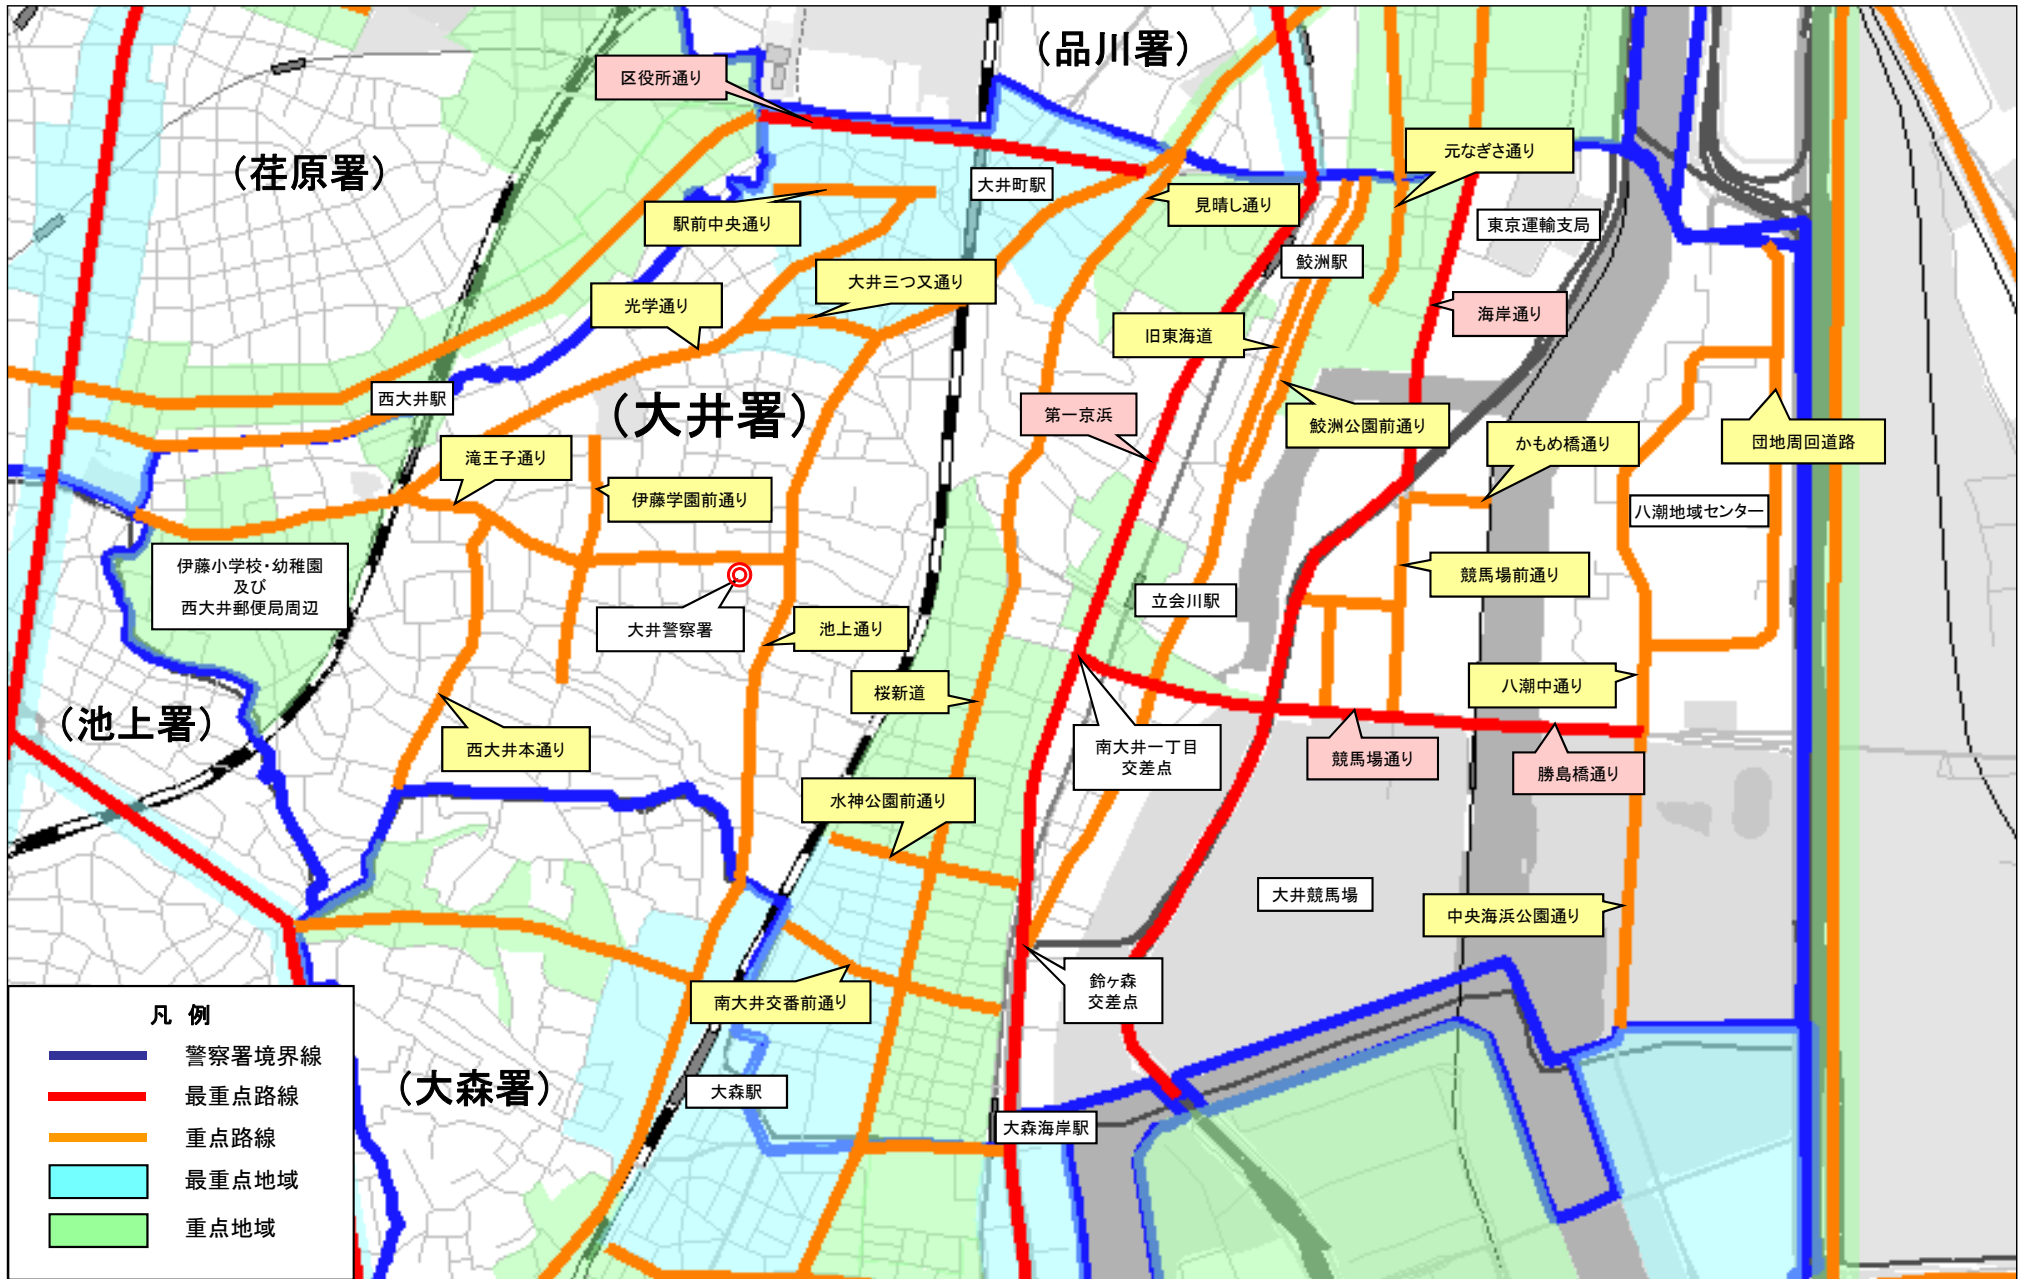 （品川署）
区役所通り
（荏原署）
元なぎさ通り
大井町駅
見晴し通り
東京運輸支局
駅前中央通り
鮫洲駅
大井三つ又通り
光学通り
海岸通り
旧東海道
西大井駅
（大井署）
第一京浜
鮫洲公園前通り
かもめ橋通り
団地周回道路
滝王子通り
伊藤学園前通り
八潮地域センター
伊藤小学校・幼稚園
及び
西大井郵便局周辺
競馬場前通り
立会川駅
大井警察署
池上通り
桜新道
八潮中通り
（池上署）
西大井本通り
南大井一丁目
交差点
競馬場通り
勝島橋通り
水神公園前通り
大井競馬場
中央海浜公園通り
南大井交番前通り
鈴ヶ森
交差点
（大森署）
大森駅
大森海岸駅
凡 例
警察署境界線
最重点路線
重点路線
最重点地域
重点地域